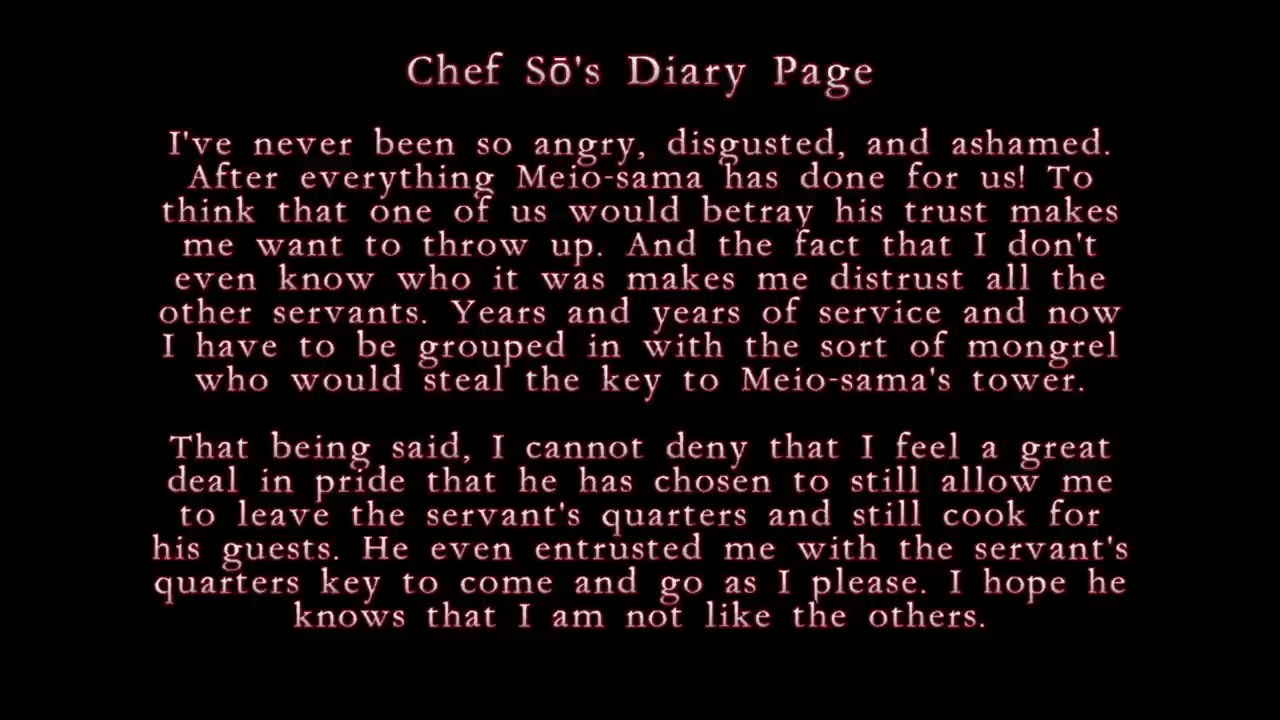 Chef Sō's Diary Page
I've never been so angry, disgusted, and ashamed.
After everything Meio-sama has done for us! To
think that one of us would betray his trust makes
me want to throw up. And the fact that I don't
even know who it was makes me distrust all the
other servants. Years and years of service and now
I have to be grouped in with the sort of mongrel
who would steal the key to Meio-sama's tower.
That being said, I cannot deny that I feel a great
deal in pride that he has chosen to still allow me
to leave the servant's quarters and still cook for
his guests. He even entrusted me with the servant's
quarters key to come and go as I please. I hope he
knows that I am not like the others.